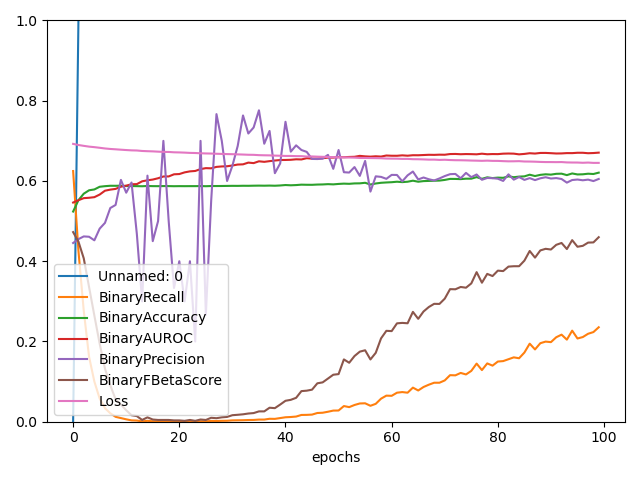 1.0
0.8
0.6
0.4
0.2
0.0
Unnamed: 0
BinaryRecall
BinaryAccuracy
BinaryAUROC
BinaryPrecision
BinaryFBetaScore
Loss
0 20 40 60 80 100
epochs